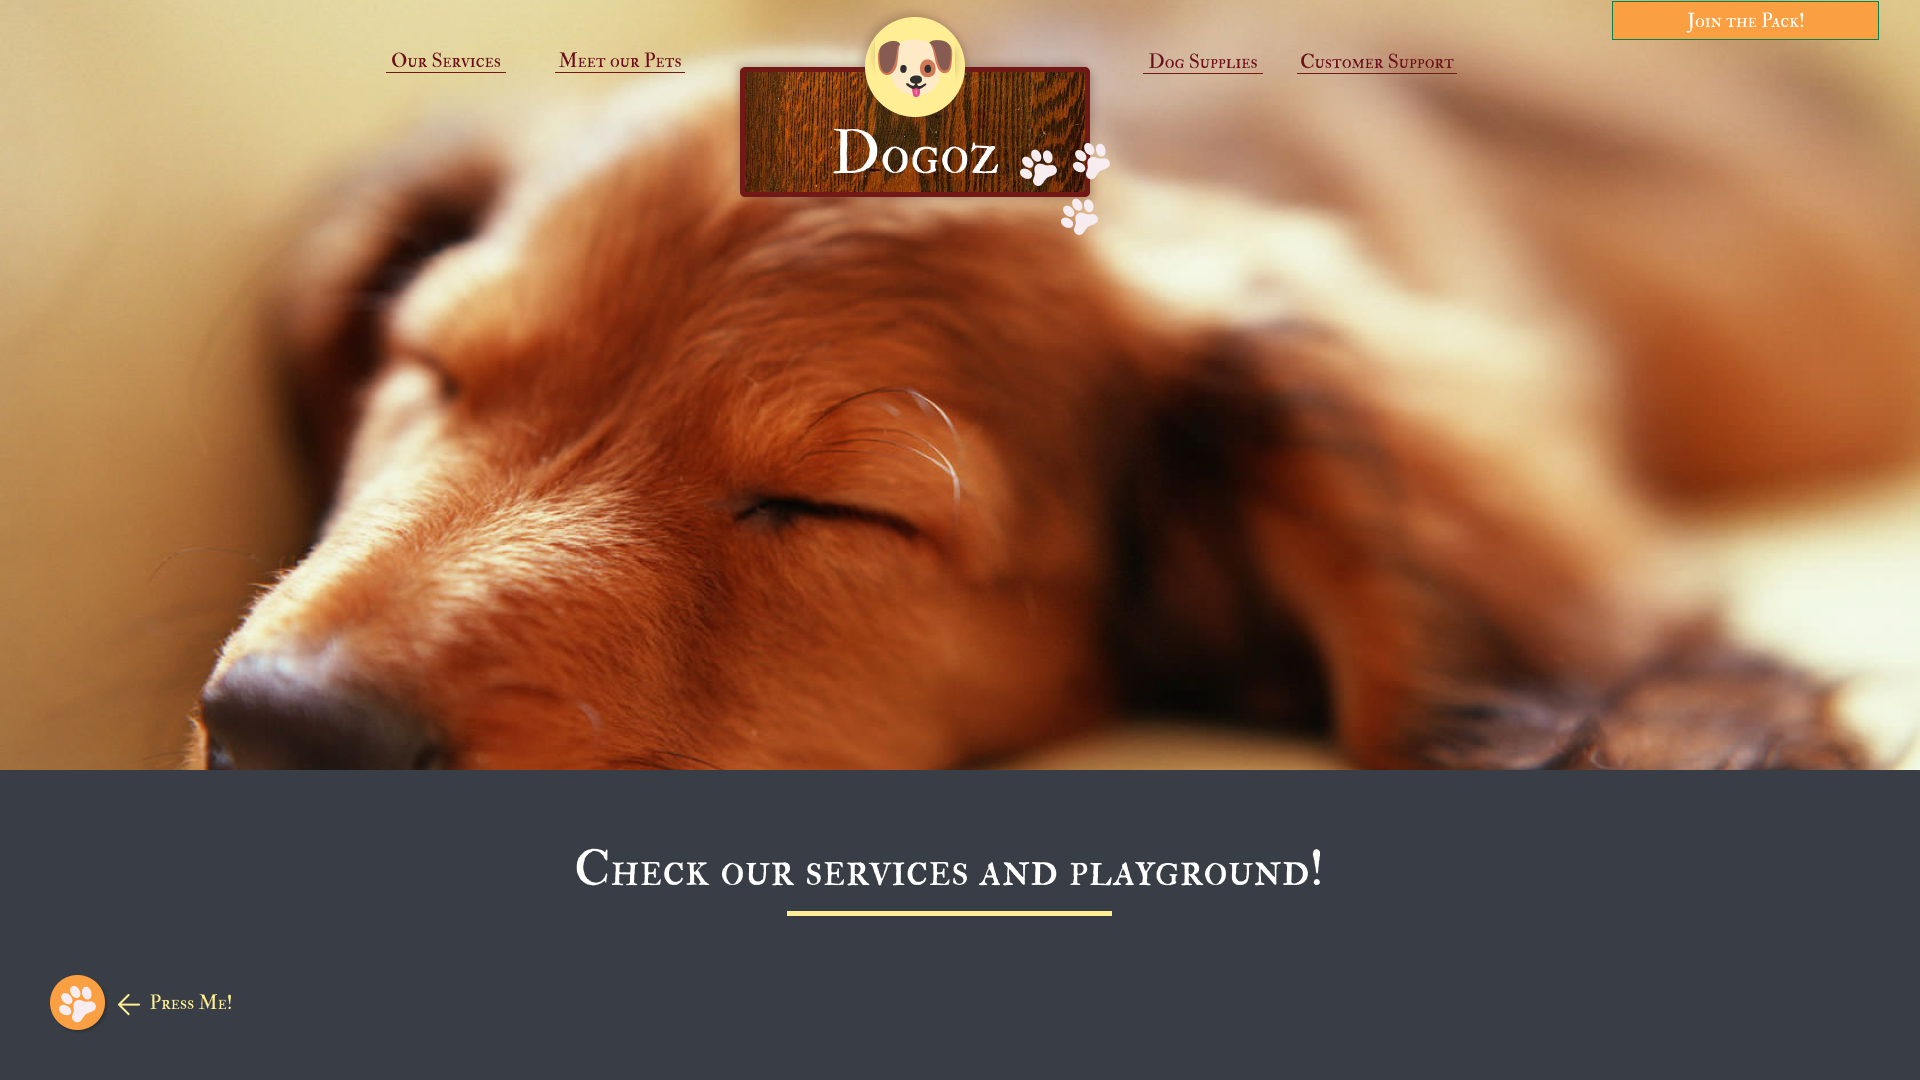 Join the Pack!
Our Services
Meet our Pets
Dog Supplies
Customer Support
Dogoz
Check our services and playground!
Press Me!